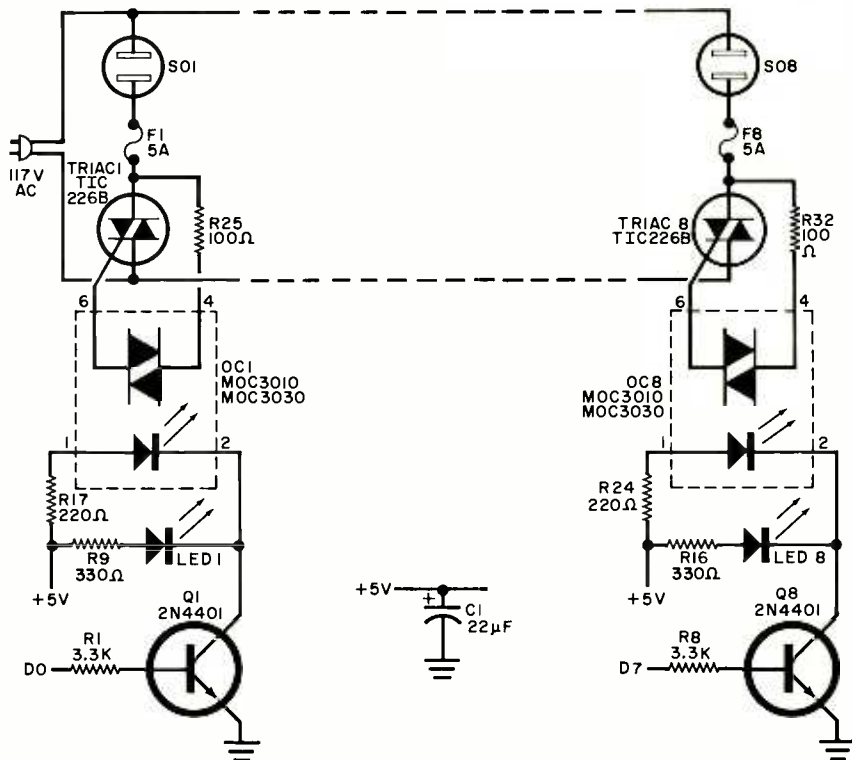 SO1
SO8
F1
5A
F8
5A
117V
AC
TRIAC1
TIC
226B
R25
100Ω
TRIAC 8
TIC226B
R32
100
Ω
6
4
6
4
OC1
MOC3010
MOC3030
OC8
MOC3010
MOC3030
1
2
1
2
R17
220Ω
R24
220Ω
R9
330Ω
LED1
R16
330Ω
LED 8
+5V
+5V
+5V
+
C1
22µF
Q1
2N4401
Q8
2N4401
R1
3.3K
R8
3.3K
D0
D7